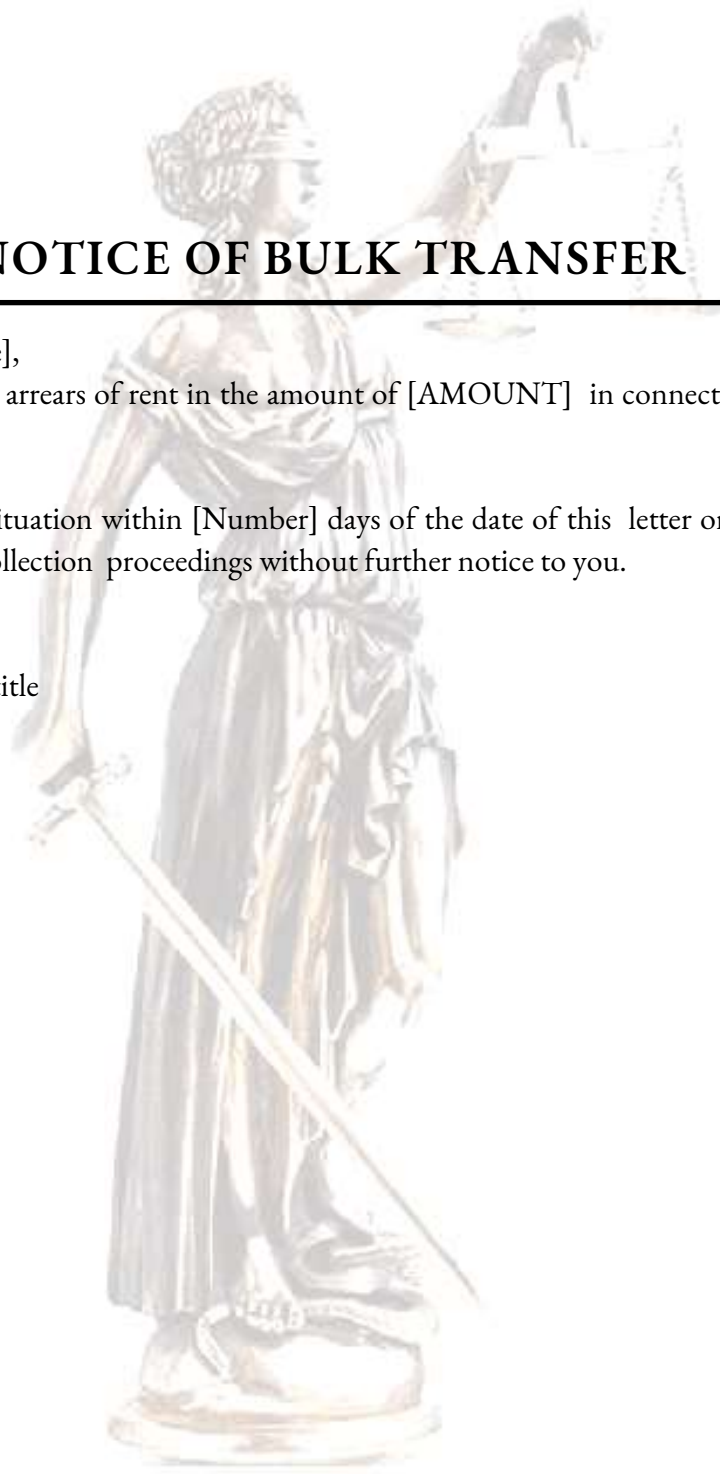 NOTICE OF BULK TRANSFER
],
arrears of rent in the amount of [AMOUNT] in connect
ituation within [Number] days of the date of this letter or
ollection proceedings without further notice to you.
itle